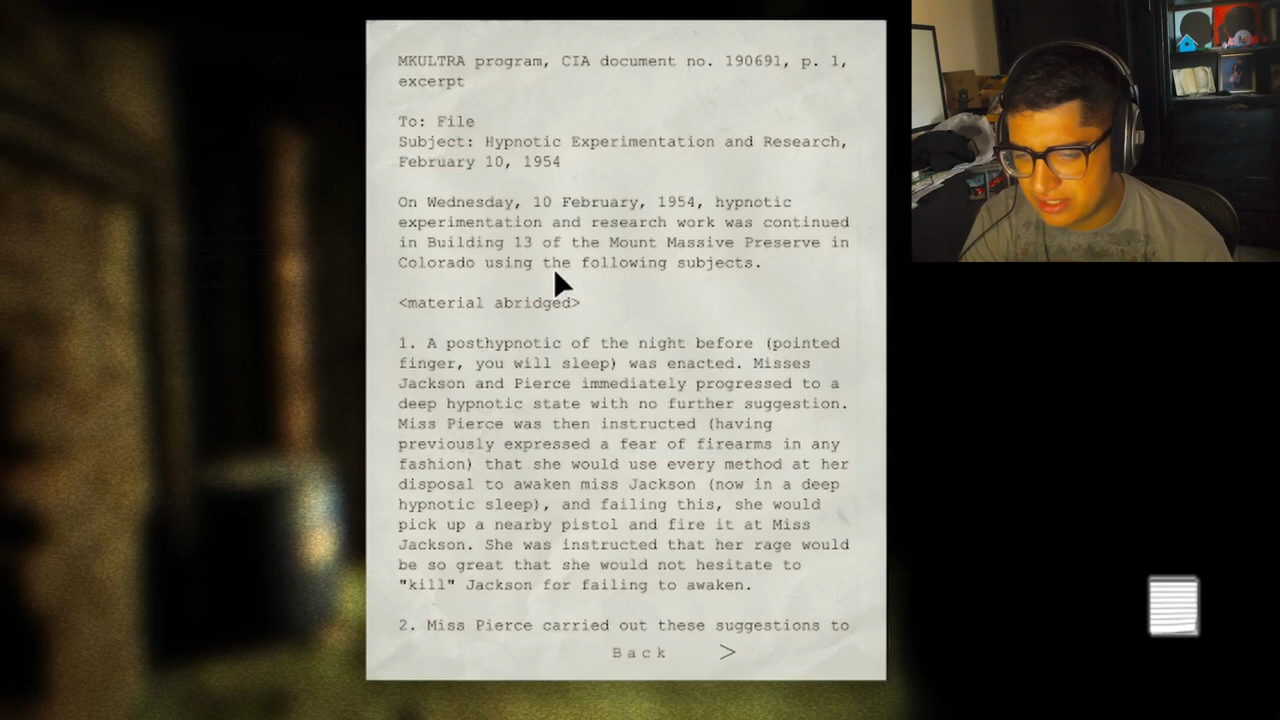 MKULTRA program, CIA document no. 190691, p. 1,
excerpt
To: File
Subject: Hypnotic Experimentation and Research,
February 10, 1954
On Wednesday, 10 February, 1954, hypnotic
experimentation and research work was continued
in Building 13 of the Mount Massive Preserve in
Colorado using the following subjects.
<material abridged>
1. A posthypnotic of the night before (pointed
finger, you will sleep) was enacted. Misses
Jackson and Pierce immediately progressed to a
deep hypnotic state with no further suggestion.
Miss Pierce was then instructed (having
previously expressed a fear of firearms in any
fashion) that she would use every method at her
disposal to awaken miss Jackson (now in a deep
hypnotic sleep), and failing this, she would
pick up a nearby pistol and fire it at Miss
Jackson. She was instructed that her rage would
be so great that she would not hesitate to
"kill" Jackson for failing to awaken.
2. Miss Pierce carried out these suggestions to
Back >